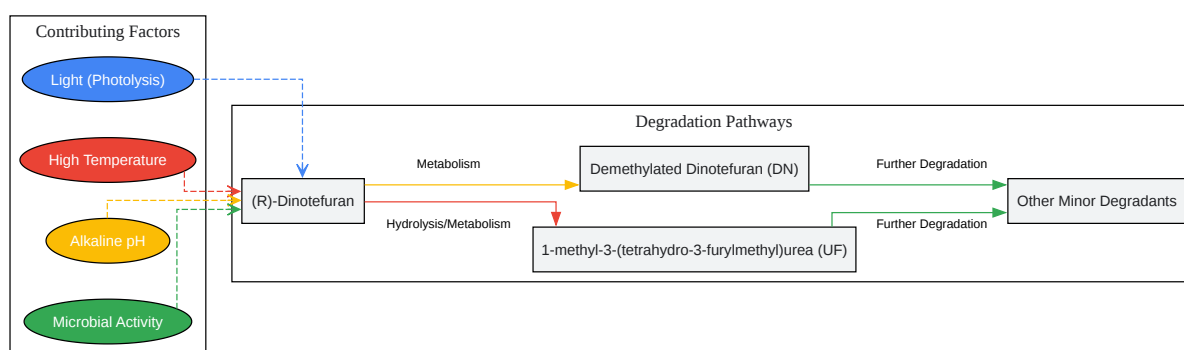 Contributing Factors
Light (Photolysis)
High Temperature
Alkaline pH
Microbial Activity
Degradation Pathways
(R)-Dinotefuran
Metabolism
Hydrolysis/Metabolism
Demethylated Dinotefuran (DN)
1-methyl-3-(tetrahydro-3-furylmethyl)urea (UF)
Further Degradation
Further Degradation
Other Minor Degradants